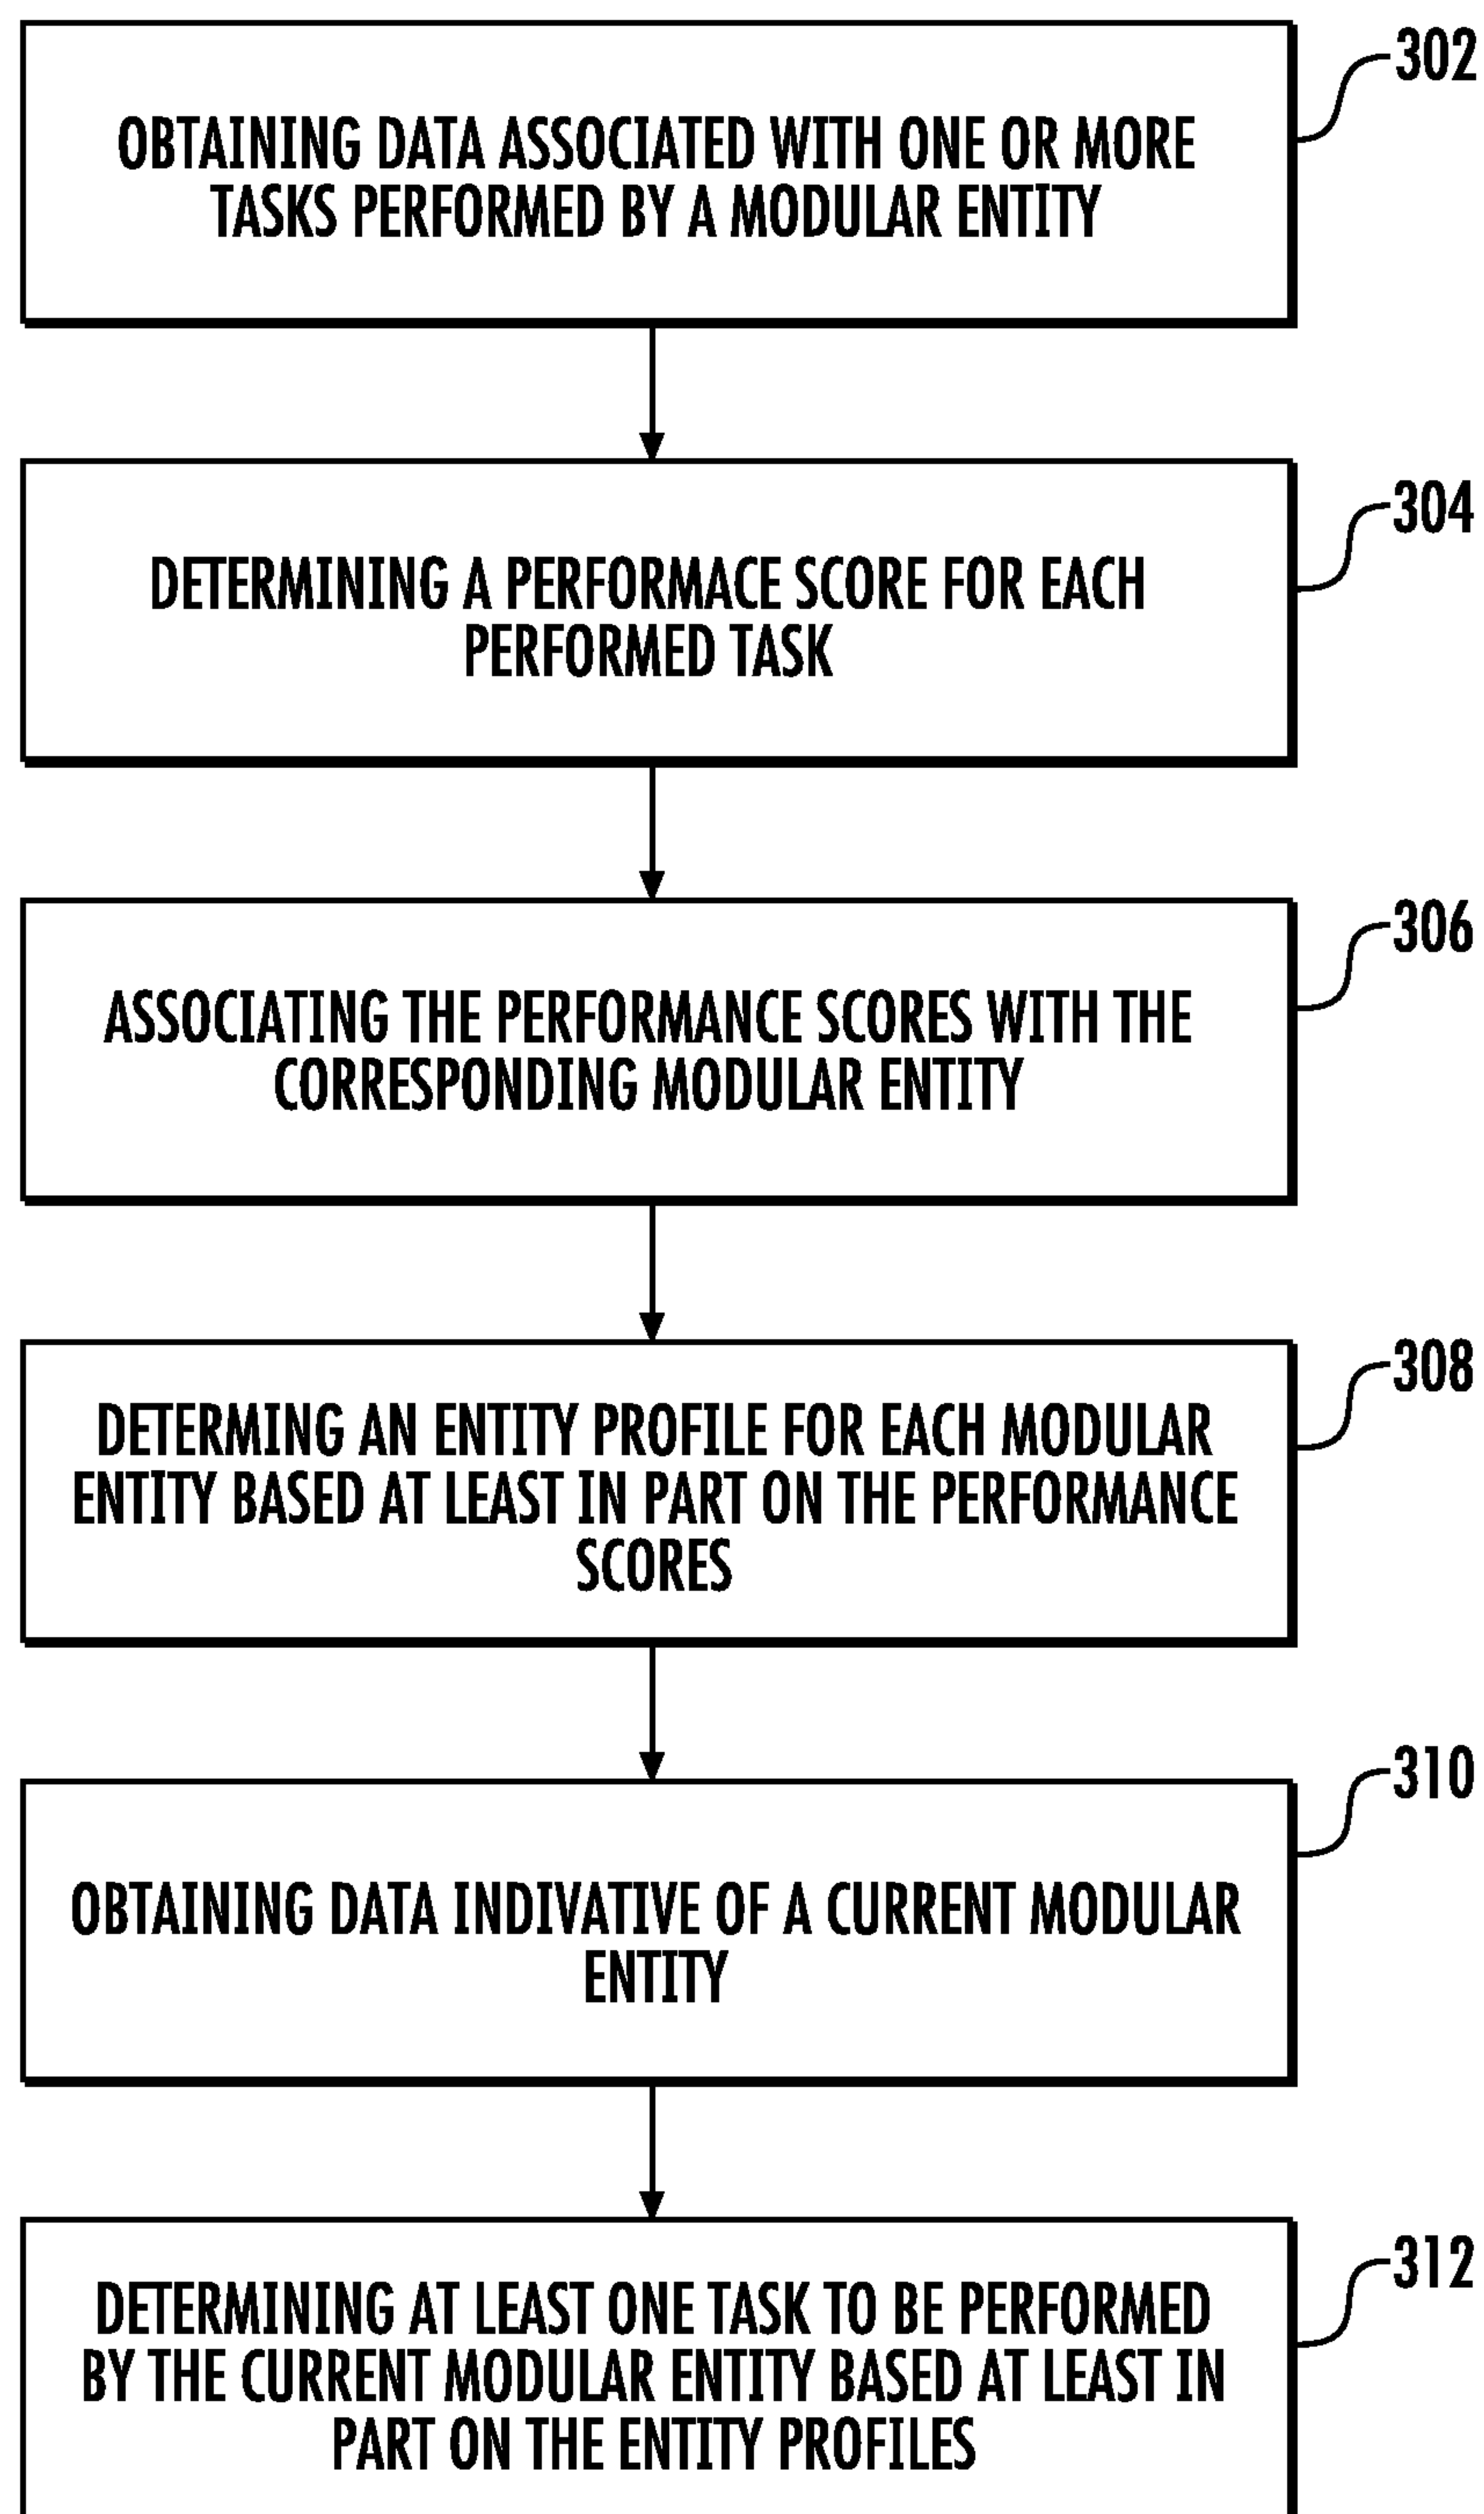 302
OBTAINING DATA ASSOCIATED WITH ONE OR MORE
TASKS PERFORMED BY A MODULAR ENTITY
304
DETERMINING A PERFORMACE SCORE FOR EACH
PERFORMED TASK
306
ASSOCIATING THE PERFORMANCE SCORES WITH THE
CORRESPONDING MODULAR ENTITY
308
DETERMING AN ENTITY PROFILE FOR EACH MODULAR
ENTITY BASED AT LEAST IN PART ON THE PERFORMANCE
SCORES
310
OBTAINING DATA INDIVATIVE OF A CURRENT MODULAR
ENTITY
312
DETERMINING AT LEAST ONE TASK TO BE PERFORMED
BY THE CURRENT MODULAR ENTITY BASED AT LEAST IN
PART ON THE ENTITY PROFILES